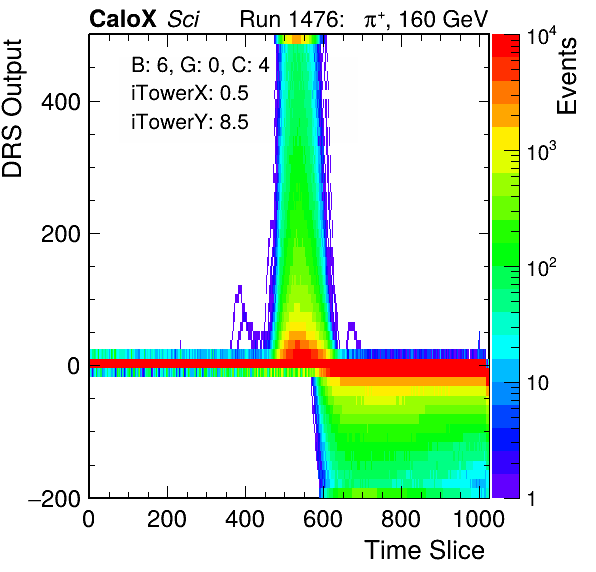 CaloX Sci Run 1476: π⁺, 160 GeV
B: 6, G: 0, C: 4
iTowerX: 0.5
iTowerY: 8.5
DRS Output
400
200
0
−200
0 200 400 600 800 1000
Time Slice
Events
10⁴
10³
10²
10
1